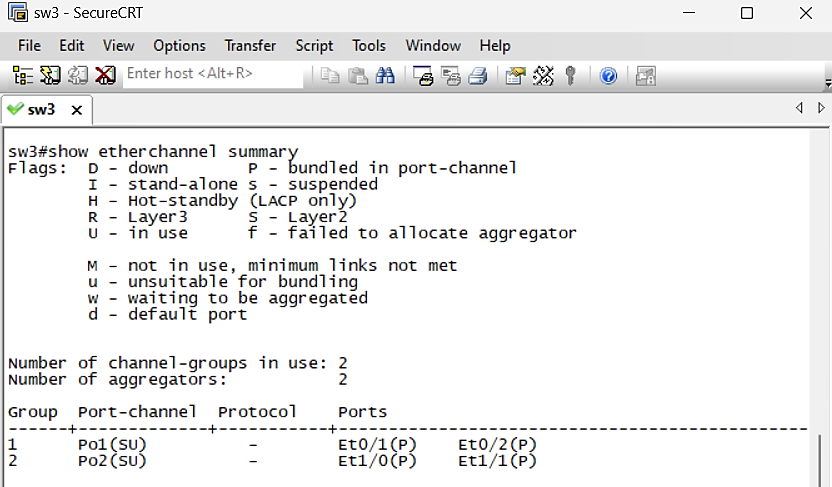 sw3 - SecureCRT
File Edit View Options Transfer Script Tools Window Help
Enter host <Alt+R>
sw3
sw3#show etherchannel summary
Flags:  D - down        P - bundled in port-channel
        I - stand-alone s - suspended
        H - Hot-standby (LACP only)
        R - Layer3      S - Layer2
        U - in use      f - failed to allocate aggregator
        M - not in use, minimum links not met
        u - unsuitable for bundling
        w - waiting to be aggregated
        d - default port
Number of channel-groups in use: 2
Number of aggregators:           2
Group  Port-channel  Protocol    Ports
------+-------------+-----------+-----------------------------------------------
1      Po1(SU)          -        Et0/1(P)    Et0/2(P)
2      Po2(SU)          -        Et1/0(P)    Et1/1(P)